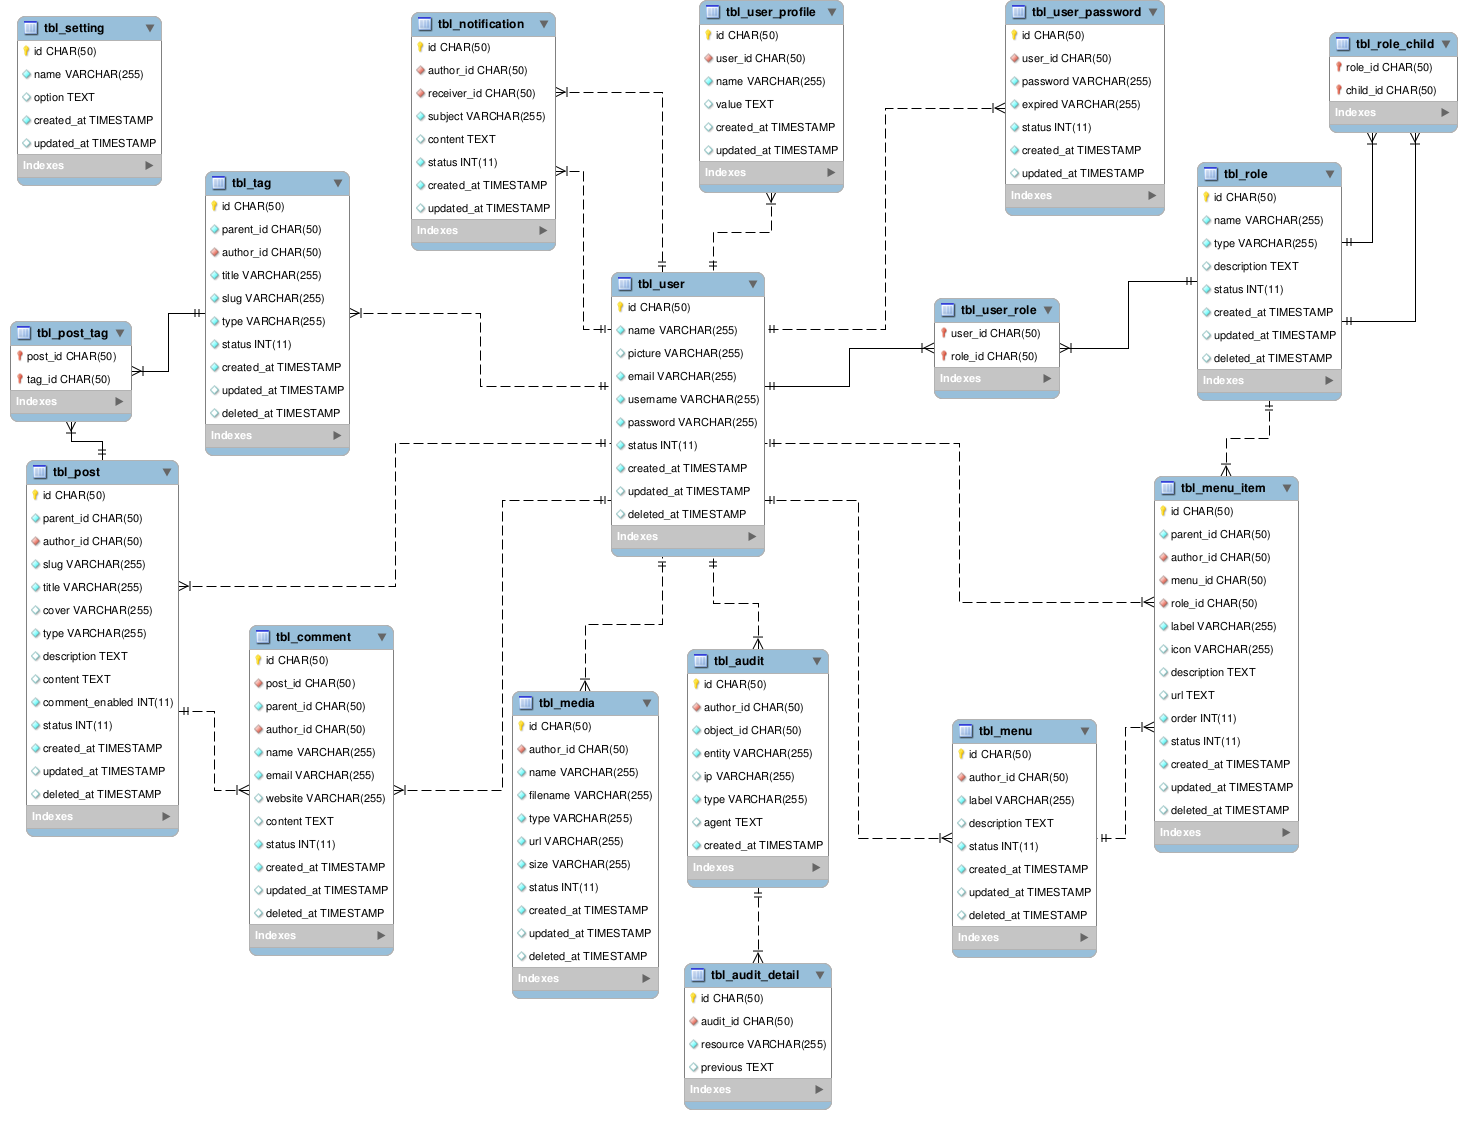 tbl_setting
id CHAR(50)
name VARCHAR(255)
option TEXT
created_at TIMESTAMP
updated_at TIMESTAMP
Indexes
tbl_notification
id CHAR(50)
author_id CHAR(50)
receiver_id CHAR(50)
subject VARCHAR(255)
content TEXT
status INT(11)
created_at TIMESTAMP
updated_at TIMESTAMP
Indexes
tbl_user_profile
id CHAR(50)
user_id CHAR(50)
name VARCHAR(255)
value TEXT
created_at TIMESTAMP
updated_at TIMESTAMP
Indexes
tbl_user_password
id CHAR(50)
user_id CHAR(50)
password VARCHAR(255)
expired VARCHAR(255)
status INT(11)
created_at TIMESTAMP
updated_at TIMESTAMP
Indexes
tbl_role_child
role_id CHAR(50)
child_id CHAR(50)
Indexes
tbl_tag
id CHAR(50)
parent_id CHAR(50)
author_id CHAR(50)
title VARCHAR(255)
slug VARCHAR(255)
type VARCHAR(255)
status INT(11)
created_at TIMESTAMP
updated_at TIMESTAMP
deleted_at TIMESTAMP
Indexes
tbl_role
id CHAR(50)
name VARCHAR(255)
type VARCHAR(255)
description TEXT
status INT(11)
created_at TIMESTAMP
updated_at TIMESTAMP
deleted_at TIMESTAMP
Indexes
tbl_user
id CHAR(50)
name VARCHAR(255)
picture VARCHAR(255)
email VARCHAR(255)
username VARCHAR(255)
password VARCHAR(255)
status INT(11)
created_at TIMESTAMP
updated_at TIMESTAMP
deleted_at TIMESTAMP
Indexes
tbl_user_role
user_id CHAR(50)
role_id CHAR(50)
Indexes
tbl_post_tag
post_id CHAR(50)
tag_id CHAR(50)
Indexes
tbl_post
id CHAR(50)
parent_id CHAR(50)
author_id CHAR(50)
slug VARCHAR(255)
title VARCHAR(255)
cover VARCHAR(255)
type VARCHAR(255)
description TEXT
content TEXT
comment_enabled INT(11)
status INT(11)
created_at TIMESTAMP
updated_at TIMESTAMP
deleted_at TIMESTAMP
Indexes
tbl_menu_item
id CHAR(50)
parent_id CHAR(50)
author_id CHAR(50)
menu_id CHAR(50)
role_id CHAR(50)
label VARCHAR(255)
icon VARCHAR(255)
description TEXT
url TEXT
order INT(11)
status INT(11)
created_at TIMESTAMP
updated_at TIMESTAMP
deleted_at TIMESTAMP
Indexes
tbl_comment
id CHAR(50)
post_id CHAR(50)
parent_id CHAR(50)
author_id CHAR(50)
name VARCHAR(255)
email VARCHAR(255)
website VARCHAR(255)
content TEXT
status INT(11)
created_at TIMESTAMP
updated_at TIMESTAMP
deleted_at TIMESTAMP
Indexes
tbl_media
id CHAR(50)
author_id CHAR(50)
name VARCHAR(255)
filename VARCHAR(255)
type VARCHAR(255)
url VARCHAR(255)
size VARCHAR(255)
status INT(11)
created_at TIMESTAMP
updated_at TIMESTAMP
deleted_at TIMESTAMP
Indexes
tbl_audit
id CHAR(50)
author_id CHAR(50)
object_id CHAR(50)
entity VARCHAR(255)
ip VARCHAR(255)
type VARCHAR(255)
agent TEXT
created_at TIMESTAMP
Indexes
tbl_menu
id CHAR(50)
author_id CHAR(50)
label VARCHAR(255)
description TEXT
status INT(11)
created_at TIMESTAMP
updated_at TIMESTAMP
deleted_at TIMESTAMP
Indexes
tbl_audit_detail
id CHAR(50)
audit_id CHAR(50)
resource VARCHAR(255)
previous TEXT
Indexes